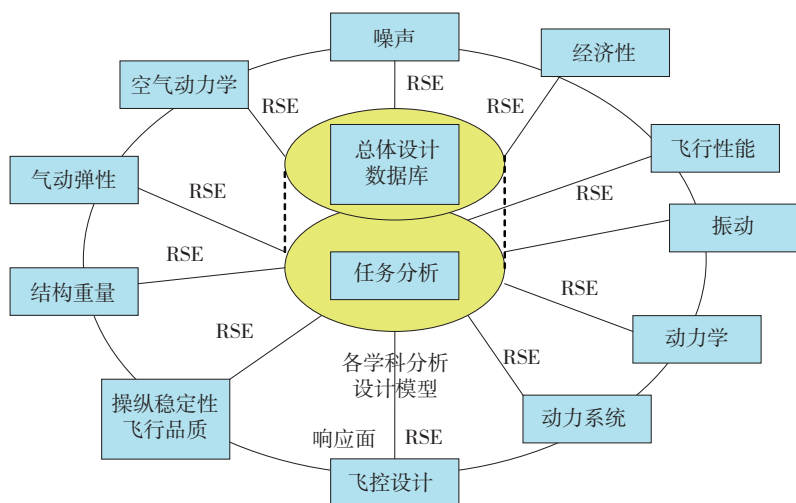 噪声
经济性
空气动力学
RSE
RSE
RSE
总体设计
数据库
飞行性能
气动弹性
RSE
RSE
振动
RSE
任务分析
结构重量
RSE
动力学
RSE
各学科分析
设计模型
RSE
操纵稳定性
飞行品质
动力系统
响应面
RSE
飞控设计